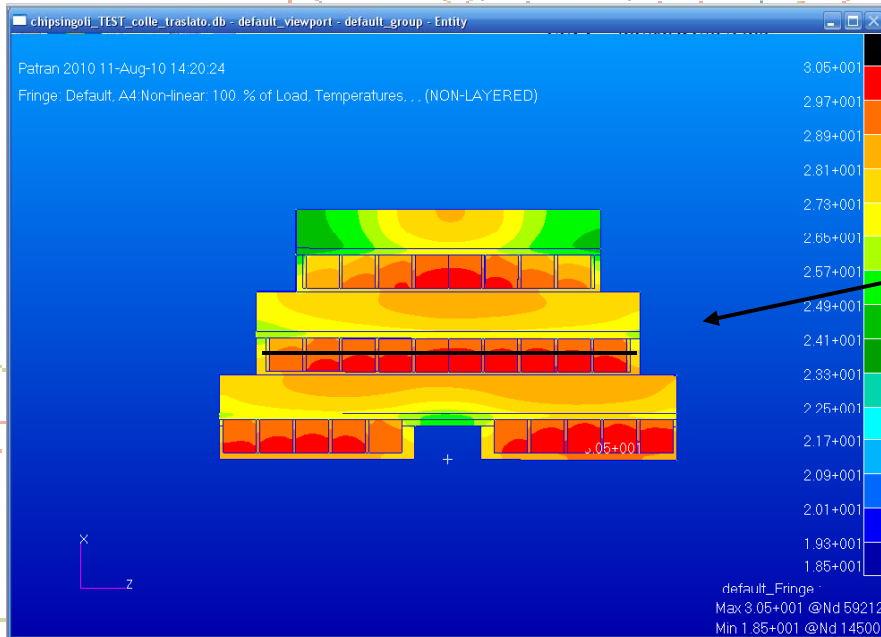 chipsingoli_TEST_colle_traslato.db - default_viewport - default_group - Entity
Patran 2010 11-Aug-10 14:20:24
Fringe: Default, A4:Non-linear: 100. % of Load, Temperatures, , , (NON-LAYERED)
3.05+001
2.97+001
2.89+001
2.81+001
2.73+001
2.65+001
2.57+001
2.49+001
2.41+001
2.33+001
2.25+001
2.17+001
2.09+001
2.01+001
1.93+001
1.85+001
3.05+001
X
Z
default_Fringe :
Max 3.05+001 @Nd 59212
Min 1.85+001 @Nd 14500